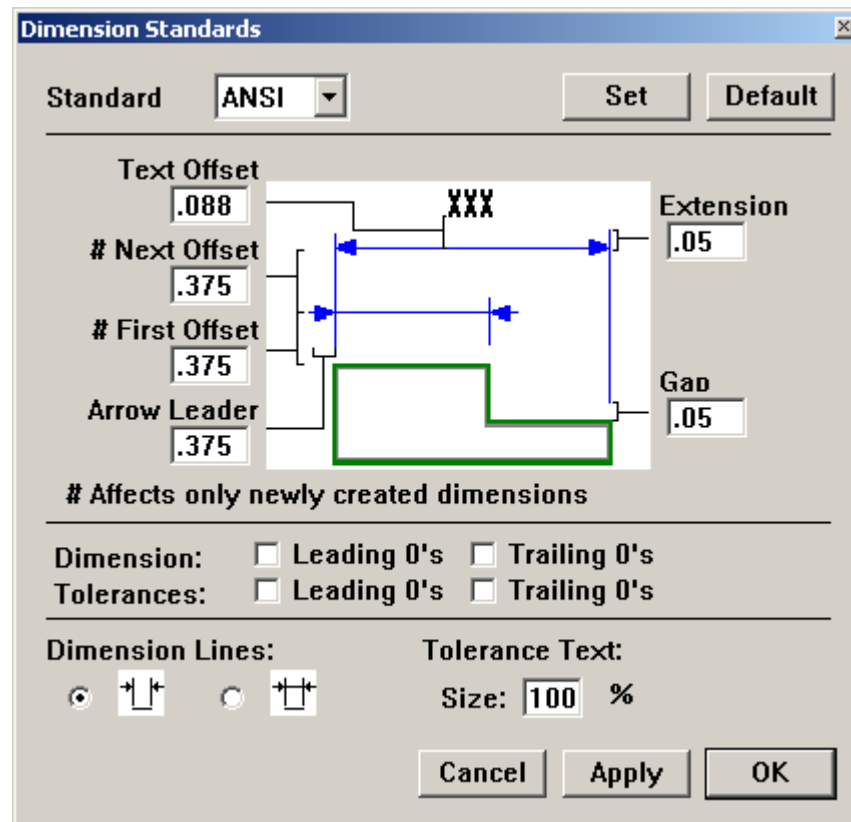 Dimension Standards
Standard ANSI Set Default
Text Offset
.088
XXX
Extension
.05
# Next Offset
.375
# First Offset
.375
Gap
.05
Arrow Leader
.375
# Affects only newly created dimensions
Dimension: Leading 0's Trailing 0's
Tolerances: Leading 0's Trailing 0's
Dimension Lines: Tolerance Text:
Size: 100 %
Cancel Apply OK